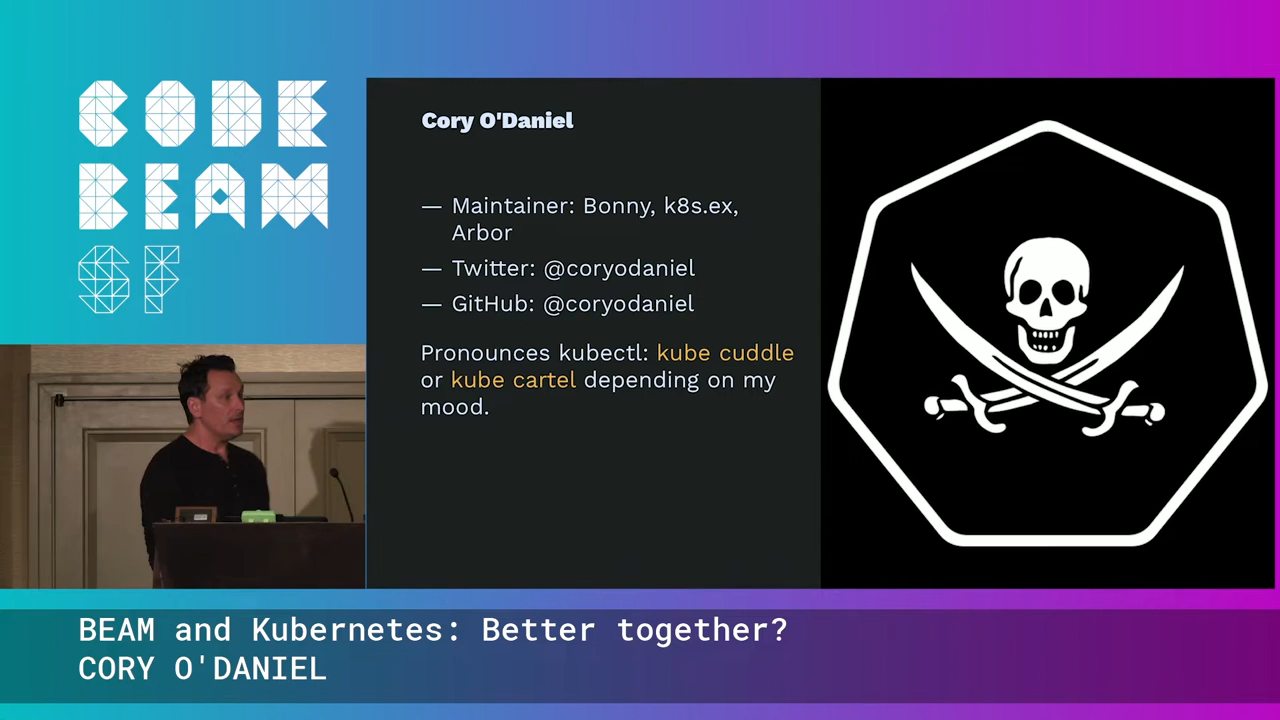 CODE
BEAM
SF
Cory O'Daniel
— Maintainer: Bonny, k8s.ex,
Arbor
— Twitter: @coryodaniel
— GitHub: @coryodaniel
Pronounces kubectl: kube cuddle
or kube cartel depending on my
mood.
BEAM and Kubernetes: Better together?
CORY O'DANIEL